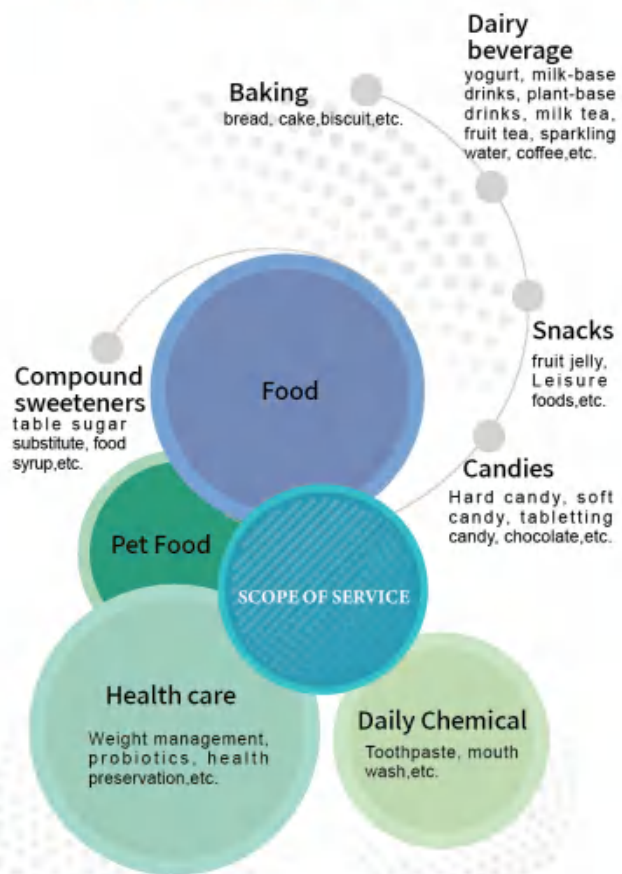 Dairy
beverage
yogurt, milk-base
drinks, plant-base
drinks, milk tea,
fruit tea, sparkling
water, coffee,etc.
Baking
bread, cake,biscuit,etc.
Snacks
fruit jelly,
Leisure
foods,etc.
Compound
sweeteners
table sugar
substitute, food
syrup,etc.
Food
Candies
Hard candy, soft
candy, tabletting
candy, chocolate,etc.
Pet Food
SCOPE OF SERVICE
Health care
Weight management,
probiotics, health
preservation,etc.
Daily Chemical
Toothpaste, mouth
wash,etc.